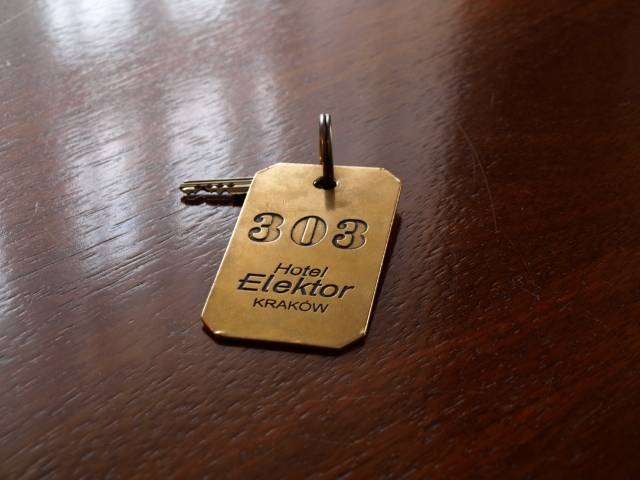 303
Hotel
Elektor
KRAKÓW